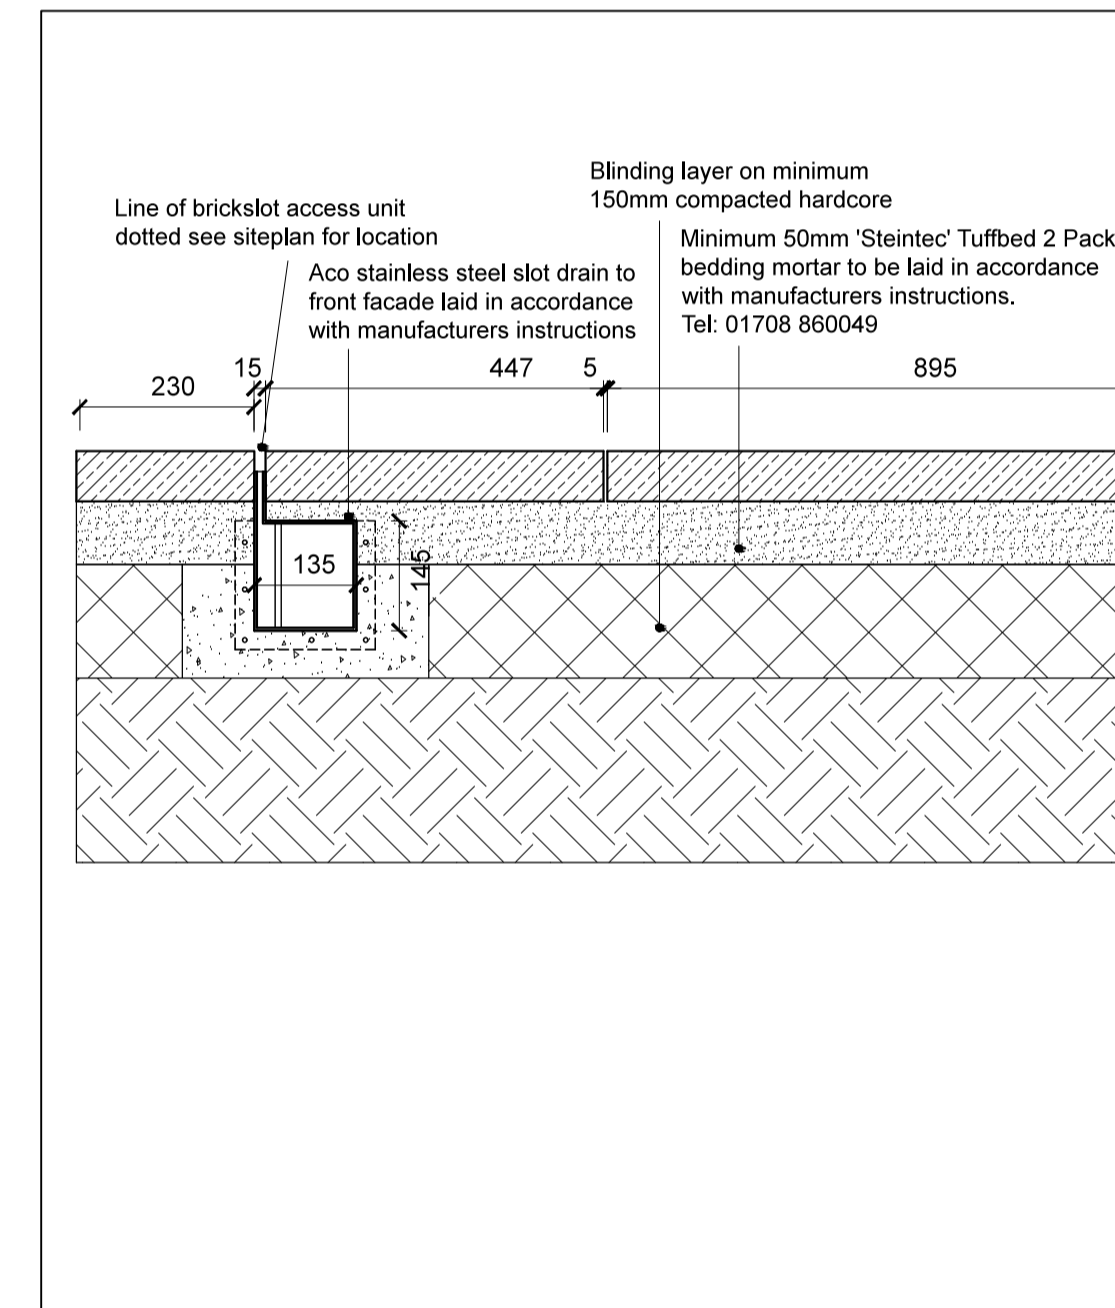 Blinding layer on minimum
150mm compacted hardcore
Line of brickslot access unit
dotted see siteplan for location
Minimum 50mm 'Steintec' Tuffbed 2 Pack
bedding mortar to be laid in accordance
with manufacturers instructions.
Tel: 01708 860049
Aco stainless steel slot drain to
front facade laid in accordance
with manufacturers instructions
230
15
447
5
895
135
145